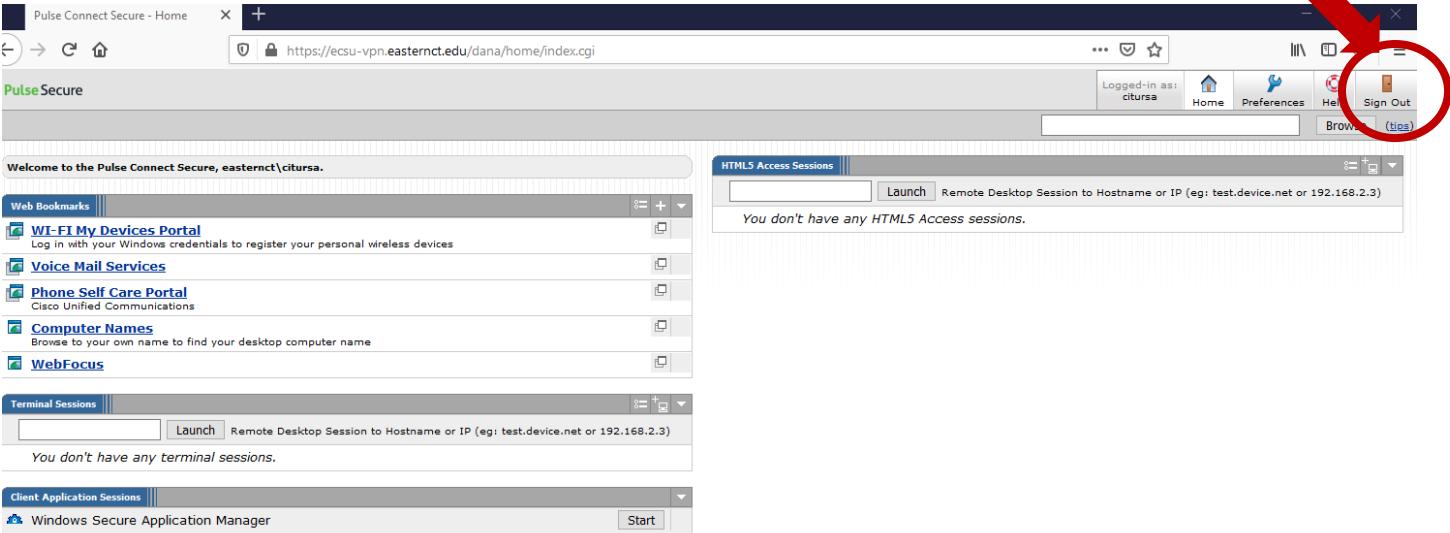 Pulse Connect Secure - Home
https://ecsu-vpn.easternct.edu/dana/home/index.cgi
Pulse Secure
Logged-in as:
citursa
Home
Preferences
Hel
Sign Out
Brows
(tips)
Welcome to the Pulse Connect Secure, easternct\citursa.
Web Bookmarks
WI-FI My Devices Portal
Log in with your Windows credentials to register your personal wireless devices
Voice Mail Services
Phone Self Care Portal
Cisco Unified Communications
Computer Names
Browse to your own name to find your desktop computer name
WebFocus
Terminal Sessions
Launch Remote Desktop Session to Hostname or IP (eg: test.device.net or 192.168.2.3)
You don't have any terminal sessions.
Client Application Sessions
Windows Secure Application Manager
Start
HTML5 Access Sessions
Launch Remote Desktop Session to Hostname or IP (eg: test.device.net or 192.168.2.3)
You don't have any HTML5 Access sessions.